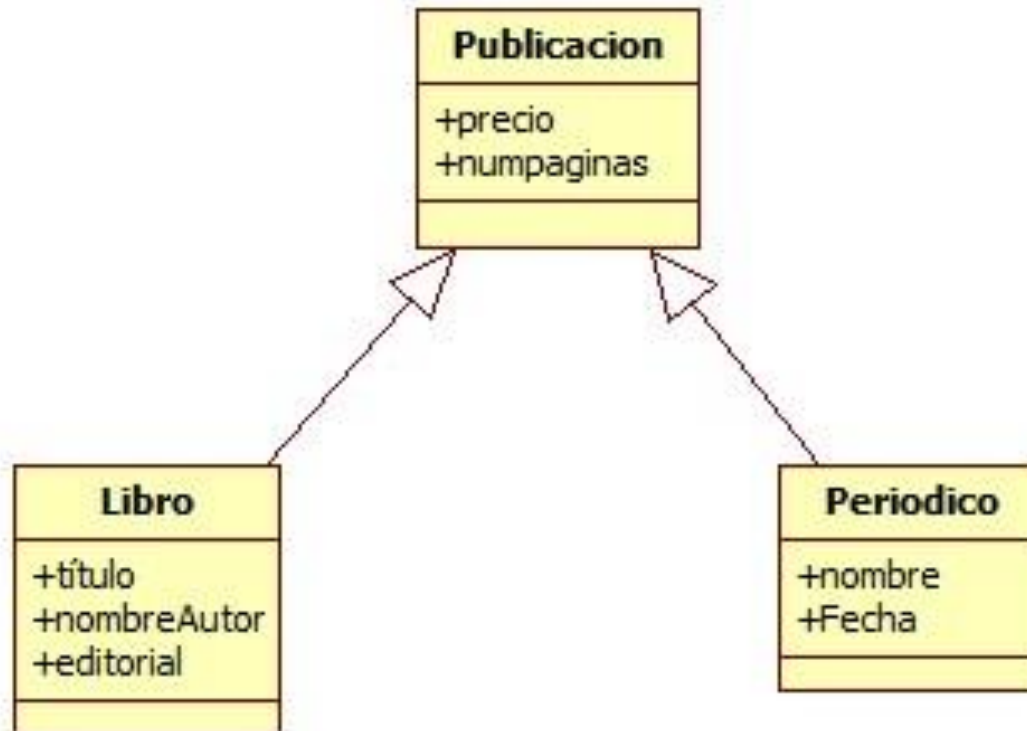 Publicacion
+precio
+numpaginas
Libro
+título
+nombreAutor
+editorial
Periodico
+nombre
+Fecha